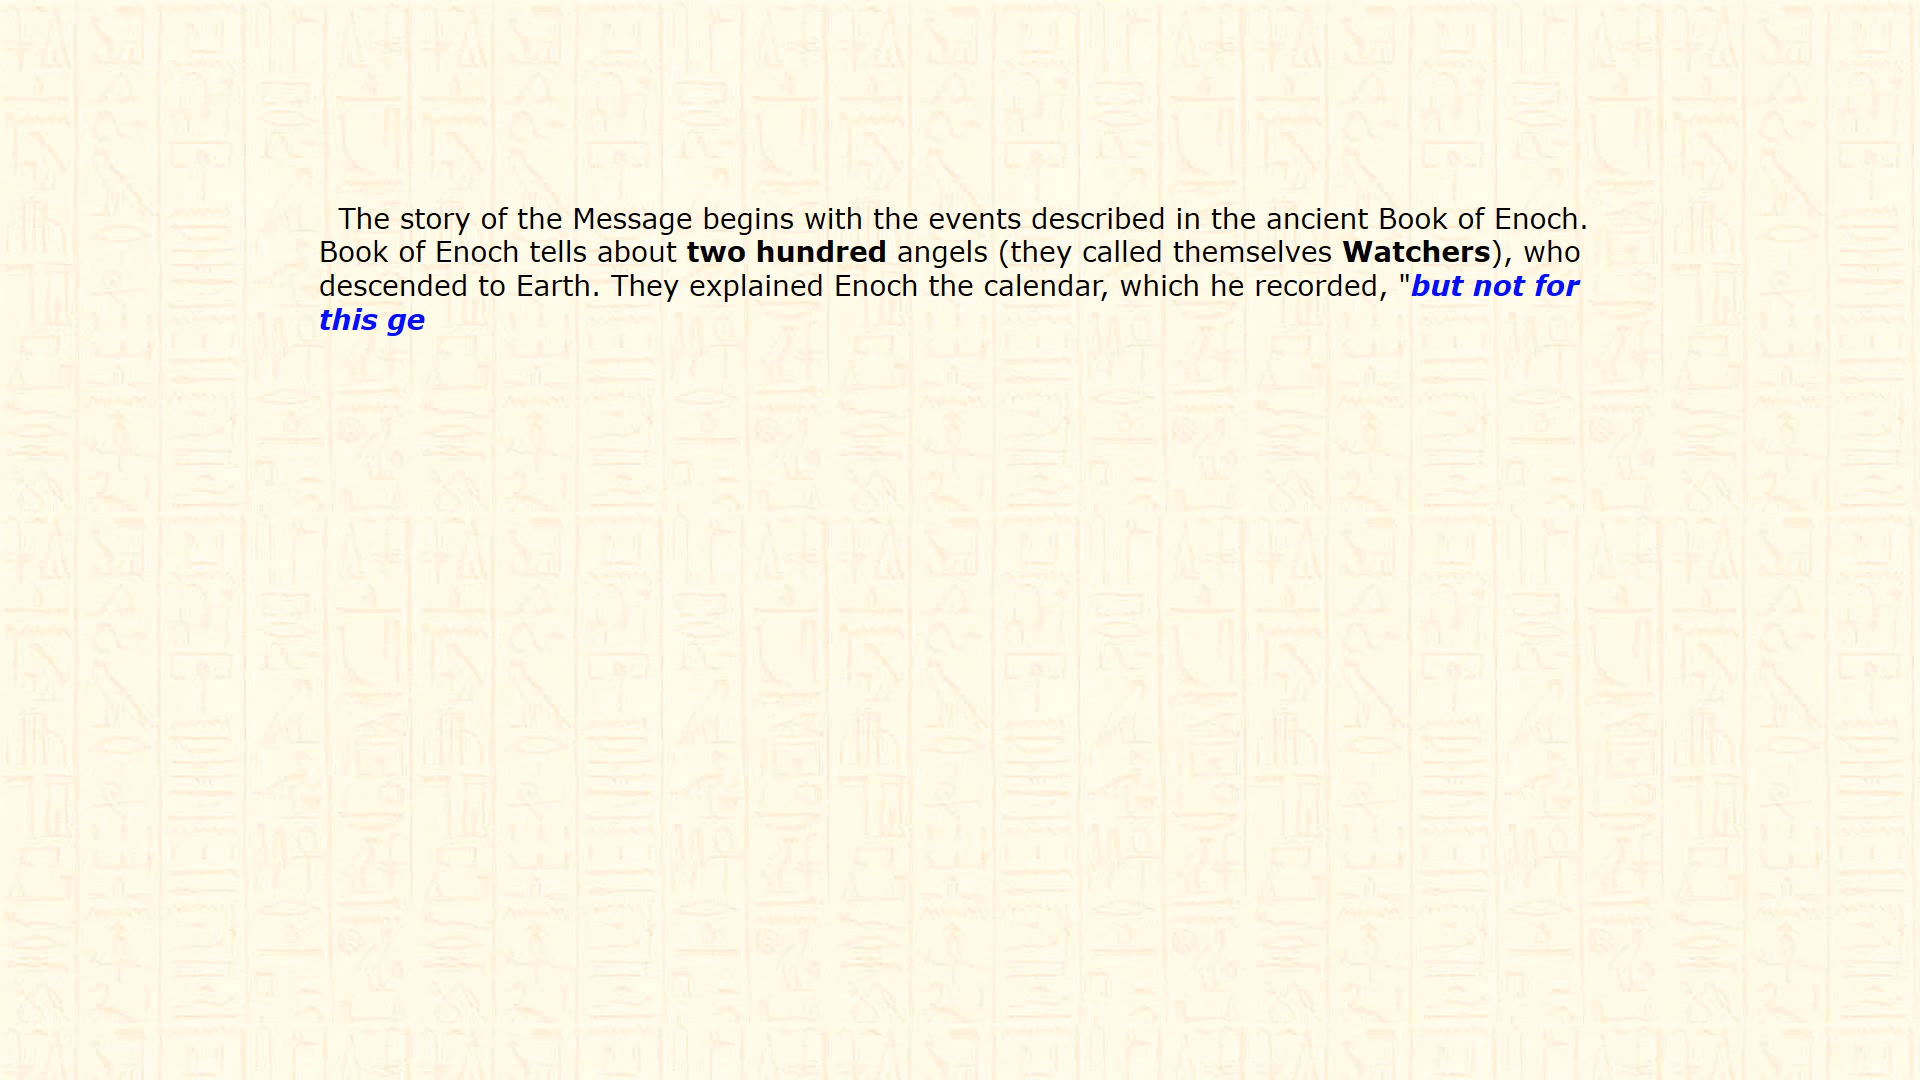 The story of the Message begins with the events described in the ancient Book of Enoch.
Book of Enoch tells about two hundred angels (they called themselves Watchers), who
descended to Earth. They explained Enoch the calendar, which he recorded, "but not for
this ge